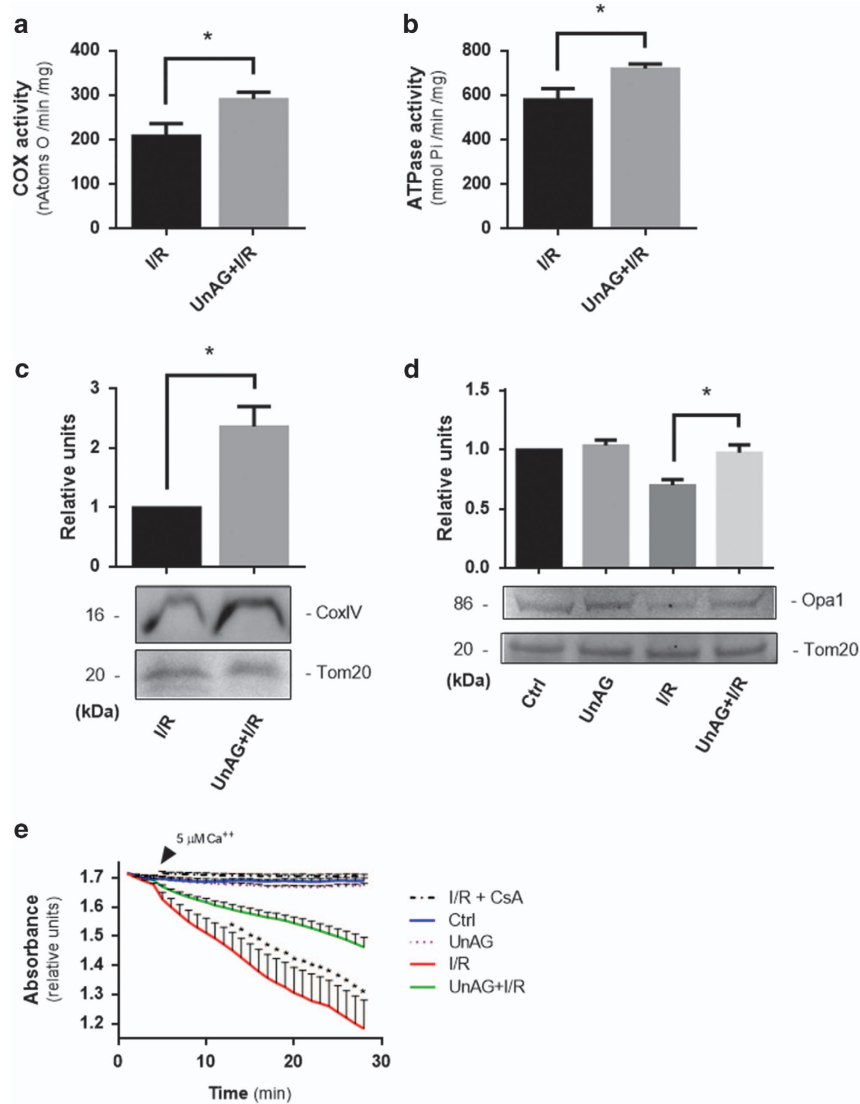 a
*
COX activity
(nAtoms O /min /mg)
400
300
200
100
0
I/R
UnAG+I/R
b
*
ATPase activity
(nmol Pi /min /mg)
800
600
400
200
0
I/R
UnAG+I/R
c
*
Relative units
3
2
1
0
16 -
- CoxIV
20 -
- Tom20
(kDa)
I/R
UnAG+I/R
d
*
Relative units
1.5
1.0
0.5
0.0
86 -
- Opa1
20 -
- Tom20
(kDa)
Ctrl
UnAG
I/R
UnAG+I/R
e
5 µM Ca⁺⁺
Absorbance
(relative units)
1.7
1.6
1.5
1.4
1.3
1.2
0
10
20
30
Time (min)
I/R + CsA
Ctrl
UnAG
I/R
UnAG+I/R